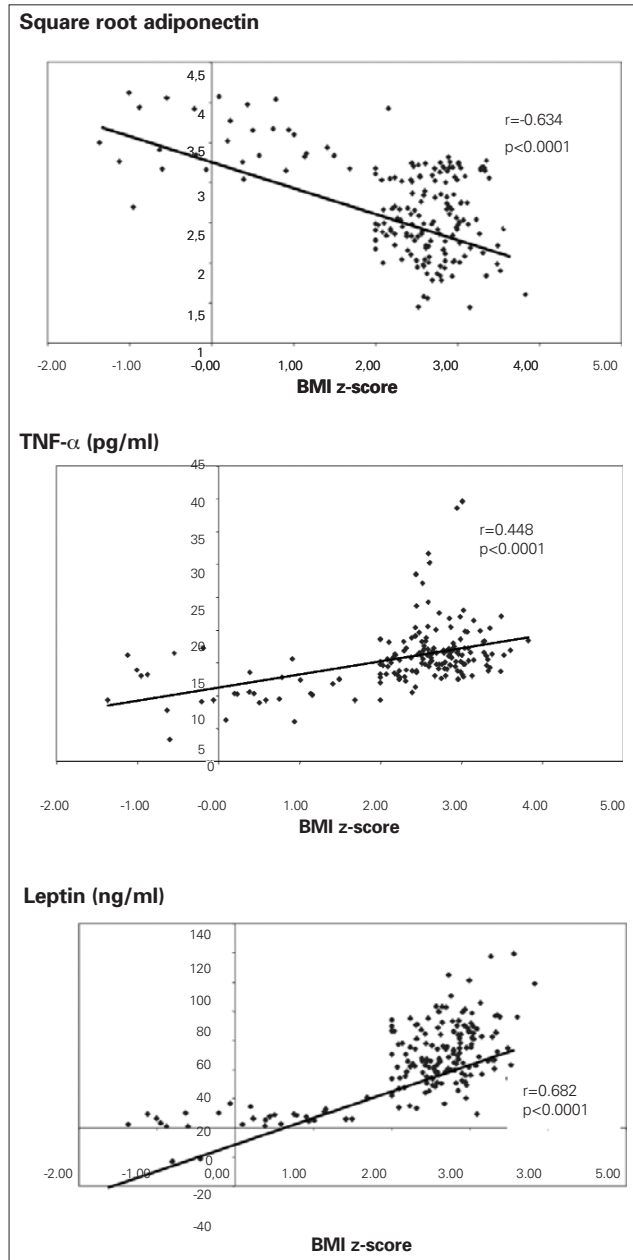 Square root adiponectin
4,5
4
3,5
3
2,5
2
1,5
1
r=-0.634
p<0.0001
-2.00 -1.00 -0,00 1,00 2,00 3,00 4,00 5.00
BMI z-score
TNF-α (pg/ml)
45
40
35
30
25
20
15
10
5
0
r=0.448
p<0.0001
-2.00 -1.00 -0.00 1.00 2.00 3.00 4.00 5.00
BMI z-score
Leptin (ng/ml)
140
120
100
80
60
40
20
0
-20
-40
r=0.682
p<0.0001
-2.00 -1.00 -0.00 1.00 2.00 3.00 3.00 5.00
BMI z-score